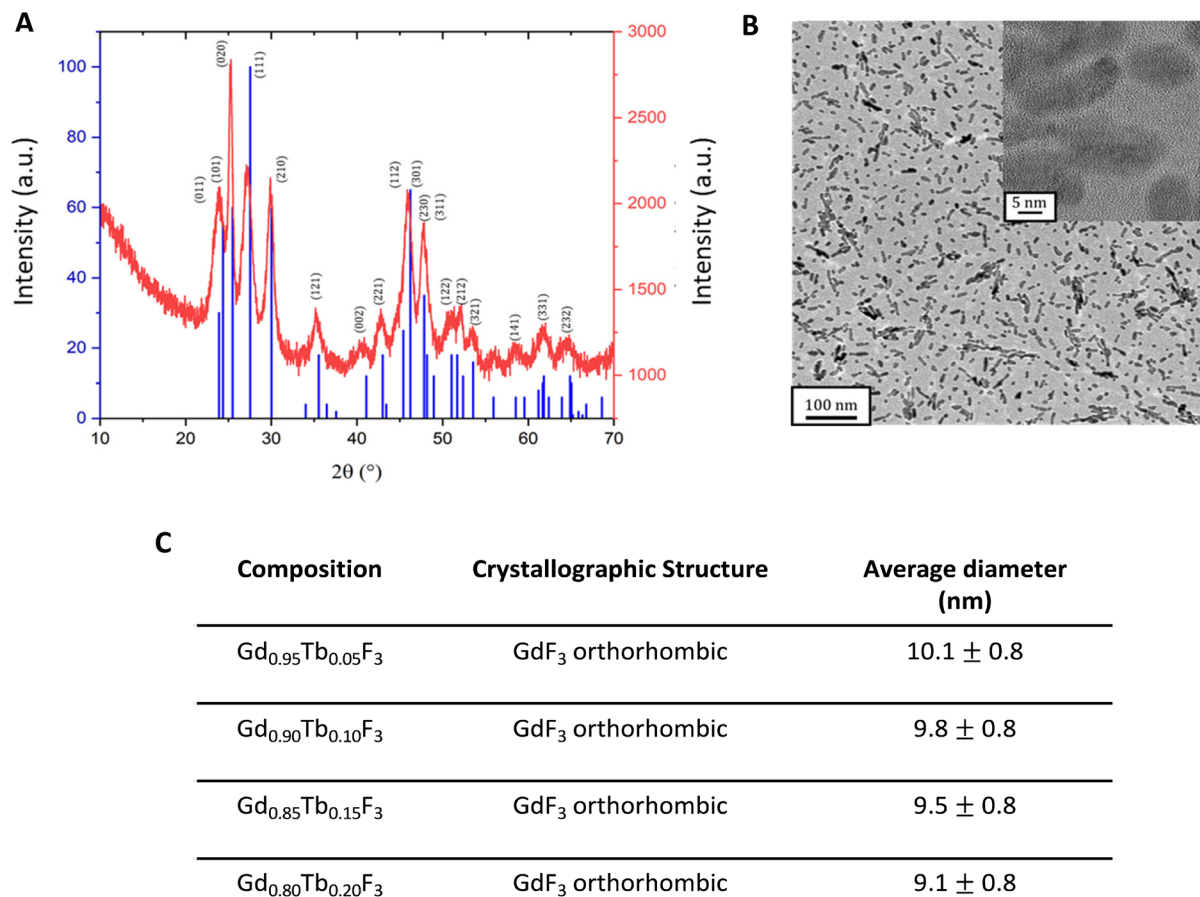 A
B
Intensity (a.u.)
100
80
60
40
20
0
(011)
(101)
(020)
(111)
(210)
(121)
(002)
(221)
(112)
(301)
(230)
(311)
(122)
(212)
(321)
(141)
(331)
(232)
3000
2500
2000
1500
1000
Intensity (a.u.)
10 20 30 40 50 60 70
2θ (°)
5 nm
100 nm
C
Composition Crystallographic Structure Average diameter
(nm)
Gd0.95Tb0.05F3 GdF3 orthorhombic 10.1 ± 0.8
Gd0.90Tb0.10F3 GdF3 orthorhombic 9.8 ± 0.8
Gd0.85Tb0.15F3 GdF3 orthorhombic 9.5 ± 0.8
Gd0.80Tb0.20F3 GdF3 orthorhombic 9.1 ± 0.8